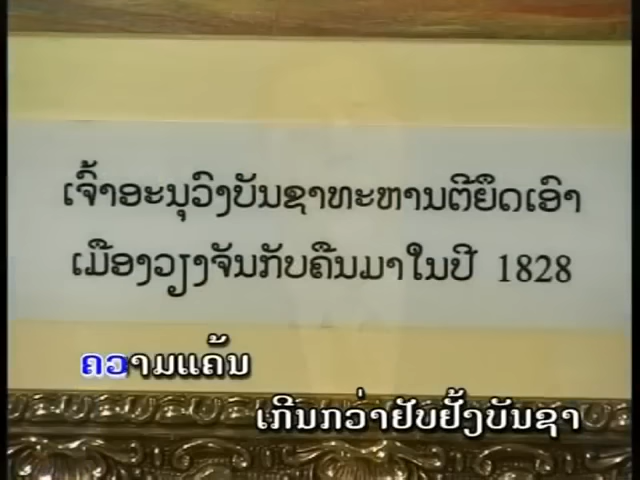 ເຈົ້າອະນຸວົງບັນຊາທະຫານຕີຍຶດເອົາ
ເມືອງວຽງຈັນກັບຄືນມາໃນປີ 1828
ຄວາມແຄ້ນ
ເກີນກວ່າຢັບຢັ້ງບັນຊາ